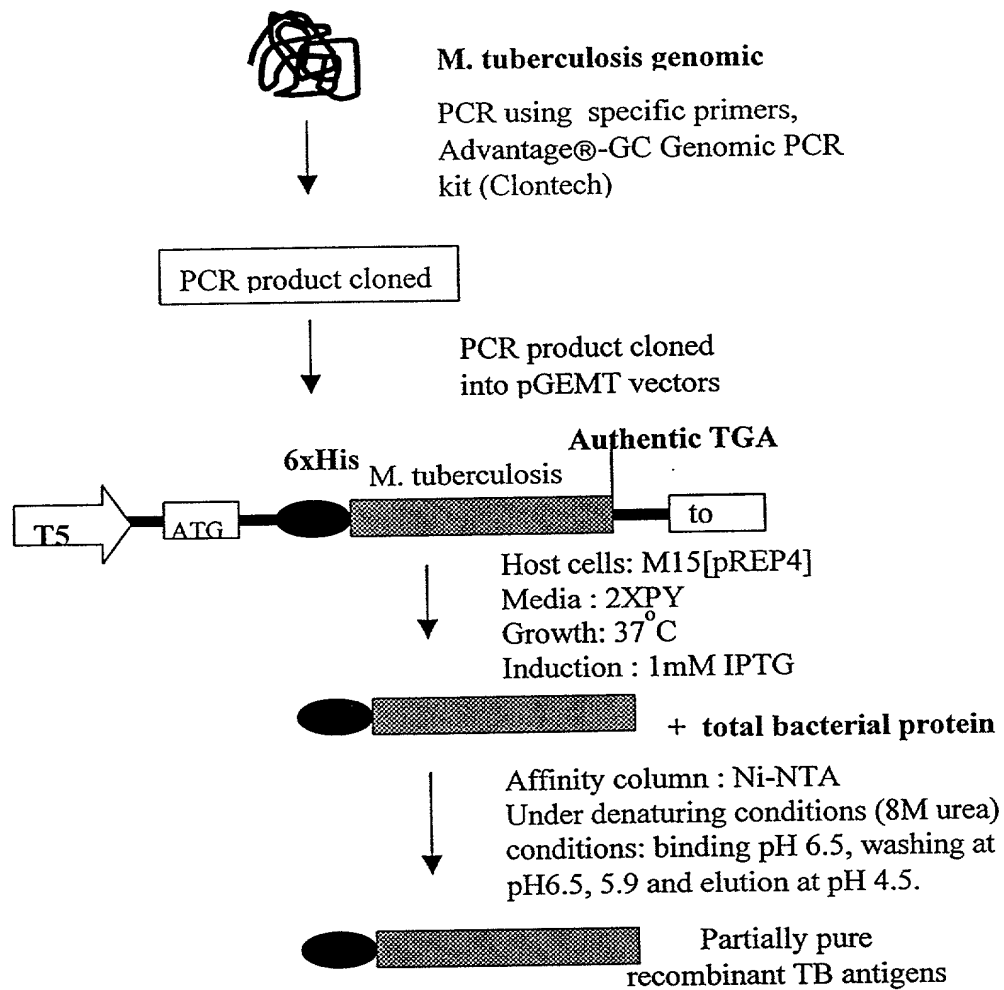 M. tuberculosis genomic
PCR using specific primers,
Advantage®-GC Genomic PCR
kit (Clontech)
PCR product cloned
PCR product cloned
into pGEMT vectors
Authentic TGA
6xHis
M. tuberculosis
T5
ATG
to
Host cells: M15[pREP4]
Media : 2XPY
Growth: 37°C
Induction : 1mM IPTG
+ total bacterial protein
Affinity column : Ni-NTA
Under denaturing conditions (8M urea)
conditions: binding pH 6.5, washing at
pH6.5, 5.9 and elution at pH 4.5.
Partially pure
recombinant TB antigens